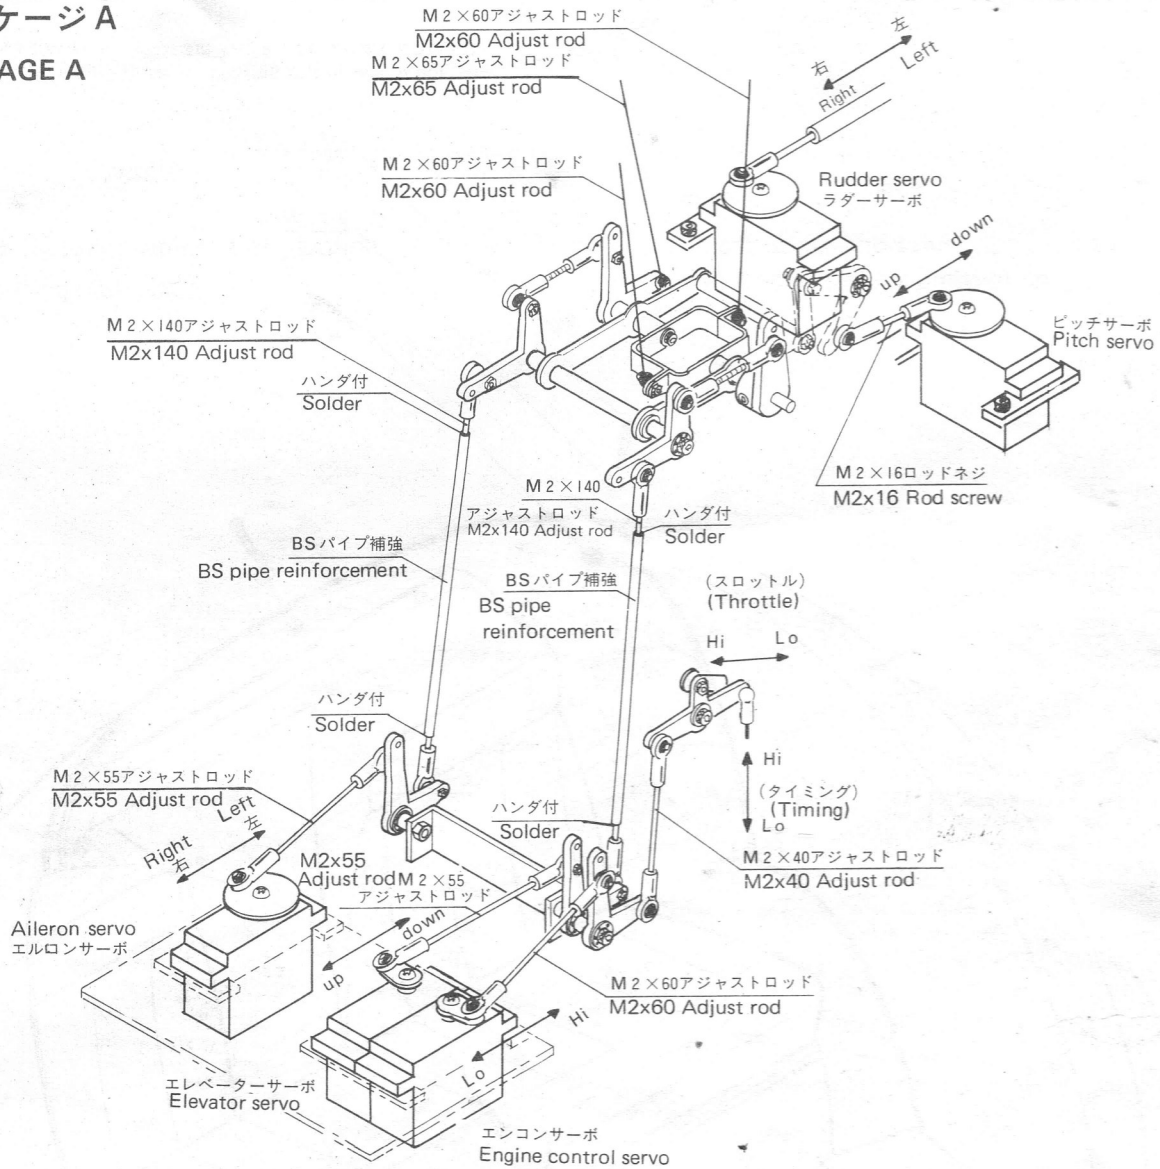 ケージ A
AGE A
M2×60アジャストロッド
M2x60 Adjust rod
M2×65アジャストロッド
M2x65 Adjust rod
M2×60アジャストロッド
M2x60 Adjust rod
左
Left
右
Right
Rudder servo
ラダーサーボ
down
up
ピッチサーボ
Pitch servo
M2×140アジャストロッド
M2x140 Adjust rod
ハンダ付
Solder
M2×16ロッドネジ
M2x16 Rod screw
M2×140
アジャストロッド
M2x140 Adjust rod
ハンダ付
Solder
BSパイプ補強
BS pipe reinforcement
BSパイプ補強
BS pipe
reinforcement
(スロットル)
(Throttle)
Hi
Lo
ハンダ付
Solder
Hi
(タイミング)
(Timing)
Lo
M2×55アジャストロッド
M2x55 Adjust rod
Left
左
Right
右
ハンダ付
Solder
M2×40アジャストロッド
M2x40 Adjust rod
M2x55
Adjust rod M2×55
アジャストロッド
Aileron servo
エルロンサーボ
down
up
M2×60アジャストロッド
M2x60 Adjust rod
Hi
Lo
エレベーターサーボ
Elevator servo
エンコンサーボ
Engine control servo